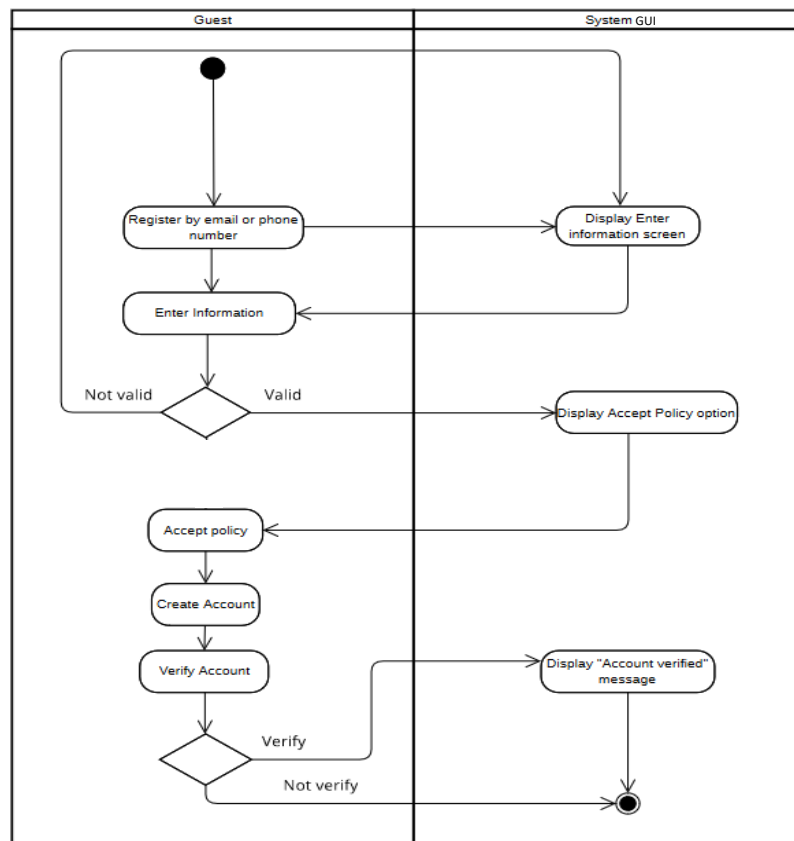 Guest
System GUI
Register by email or phone
number
Display Enter
information screen
Enter Information
Not valid
Valid
Display Accept Policy option
Accept policy
Create Account
Verify Account
Display "Account verified"
message
Verify
Not verify